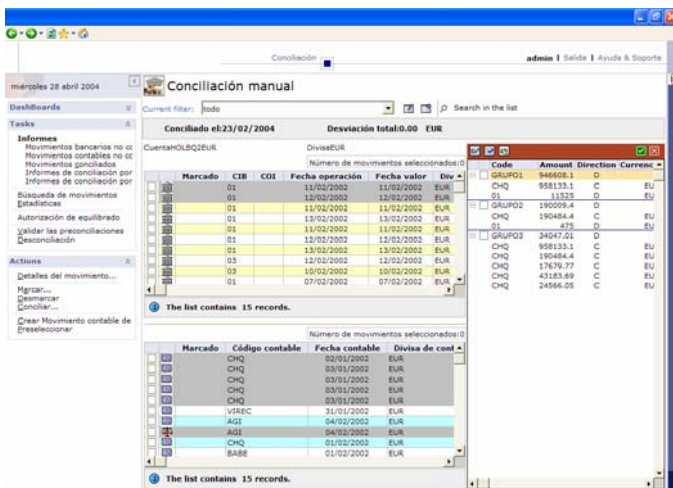 Conciliación
admin | Salida | Ayuda & Soporte
miércoles 28 abril 2004
Conciliación manual
DashBoards
Current filter: todo
Search in the list
Tasks
Conciliado el:23/02/2004 Desviación total:0.00 EUR
Informes
Movimientos bancarios no cc
Movimientos contables no cc
Movimientos conciliados
Informes de conciliación por
Informes de conciliación por
Búsqueda de movimientos
Estadísticas
Autorización de equilibrado
Validar las preconciliaciones
Desconciliación
Actions
Detalles del movimiento...
Marcar...
Desmarcar
Conciliar...
Crear Movimiento contable de
Preseleccionar
CuentaHOLBQ2EUR DivisaEUR
Número de movimientos seleccionados:0
Marcado CIB COI Fecha operación Fecha valor Div
01 11/02/2002 11/02/2002 EUR
01 12/02/2002 12/02/2002 EUR
01 11/02/2002 11/02/2002 EUR
01 13/02/2002 13/02/2002 EUR
01 11/02/2002 11/02/2002 EUR
01 12/02/2002 12/02/2002 EUR
01 13/02/2002 13/02/2002 EUR
03 12/02/2002 12/02/2002 EUR
03 10/02/2002 10/02/2002 EUR
01 07/02/2002 07/02/2002 EUR
The list contains 15 records.
Número de movimientos seleccionados:0
Marcado Código contable Fecha contable Divisa de cont
CHQ 02/01/2002 EUR
CHQ 03/01/2002 EUR
CHQ 03/01/2002 EUR
CHQ 03/01/2002 EUR
CHQ 03/01/2002 EUR
VIREC 31/01/2002 EUR
AGI 04/02/2002 EUR
AGI 04/02/2002 EUR
CHQ 01/02/2002 EUR
BABE 01/02/2002 EUR
The list contains 15 records.
Code Amount Direction Currenc
GRUPO1 946608.1 D
CHQ 958133.1 C EU
01 11525 D EU
GRUPO2 190009.4 D
CHQ 190484.4 C EU
01 475 D EU
GRUPO3 34047.01 D
CHQ 958133.1 C EU
CHQ 190484.4 C EU
CHQ 17679.77 C EU
CHQ 43183.69 C EU
CHQ 24566.05 C EU